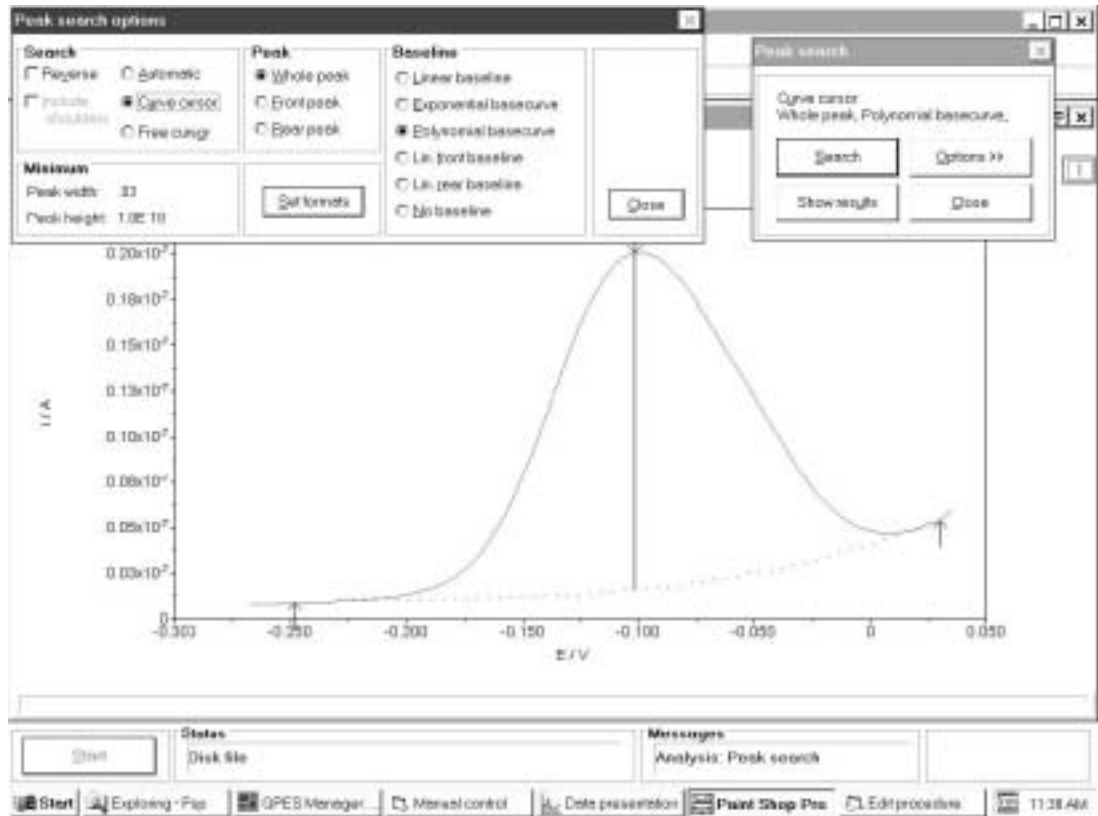 Peak search options
Search
Reverse
Automatic
Include shoulders
Curve cursor
Free cursor
Minimum
Peak width: .03
Peak height: 1.0E-10
Peak
Whole peak
Front peak
Rear peak
Set formats
Baseline
Linear baseline
Exponential basecurve
Polynomial basecurve
Lin. front baseline
Lin. rear baseline
No baseline
Close
Peak search
Curve cursor
Whole peak, Polynomial basecurve,
Search
Options >>
Show results
Close
i / A
0.20x10⁻⁷
0.18x10⁻⁷
0.15x10⁻⁷
0.13x10⁻⁷
0.10x10⁻⁷
0.08x10⁻⁷
0.05x10⁻⁷
0.03x10⁻⁷
0
-0.300 -0.250 -0.200 -0.150 -0.100 -0.050 0 0.050
E / V
Start
Status
Disk file
Messages
Analysis: Peak search
Start
Exploring - Fap
GPES Manager...
Manual control
Data presentation
Paint Shop Pro
Edit procedure
11:38 AM